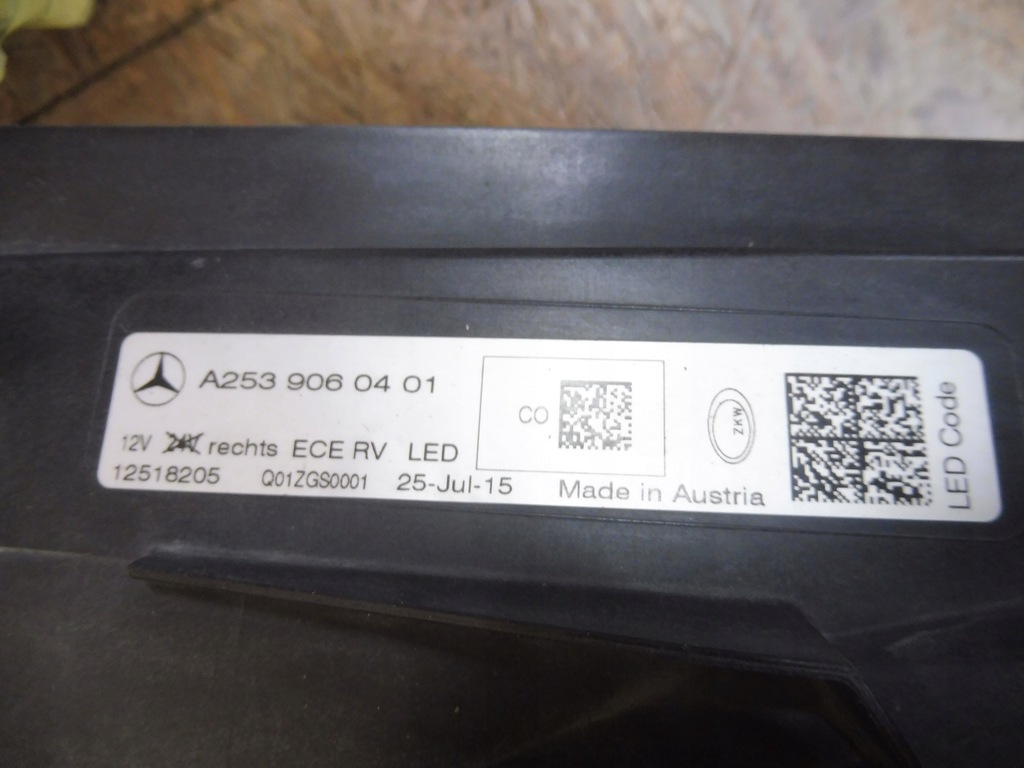 A253 906 04 01
12V 24V rechts ECE RV LED
12518205 Q01ZGS0001 25-Jul-15
CO
Made in Austria
ZKW
LED Code